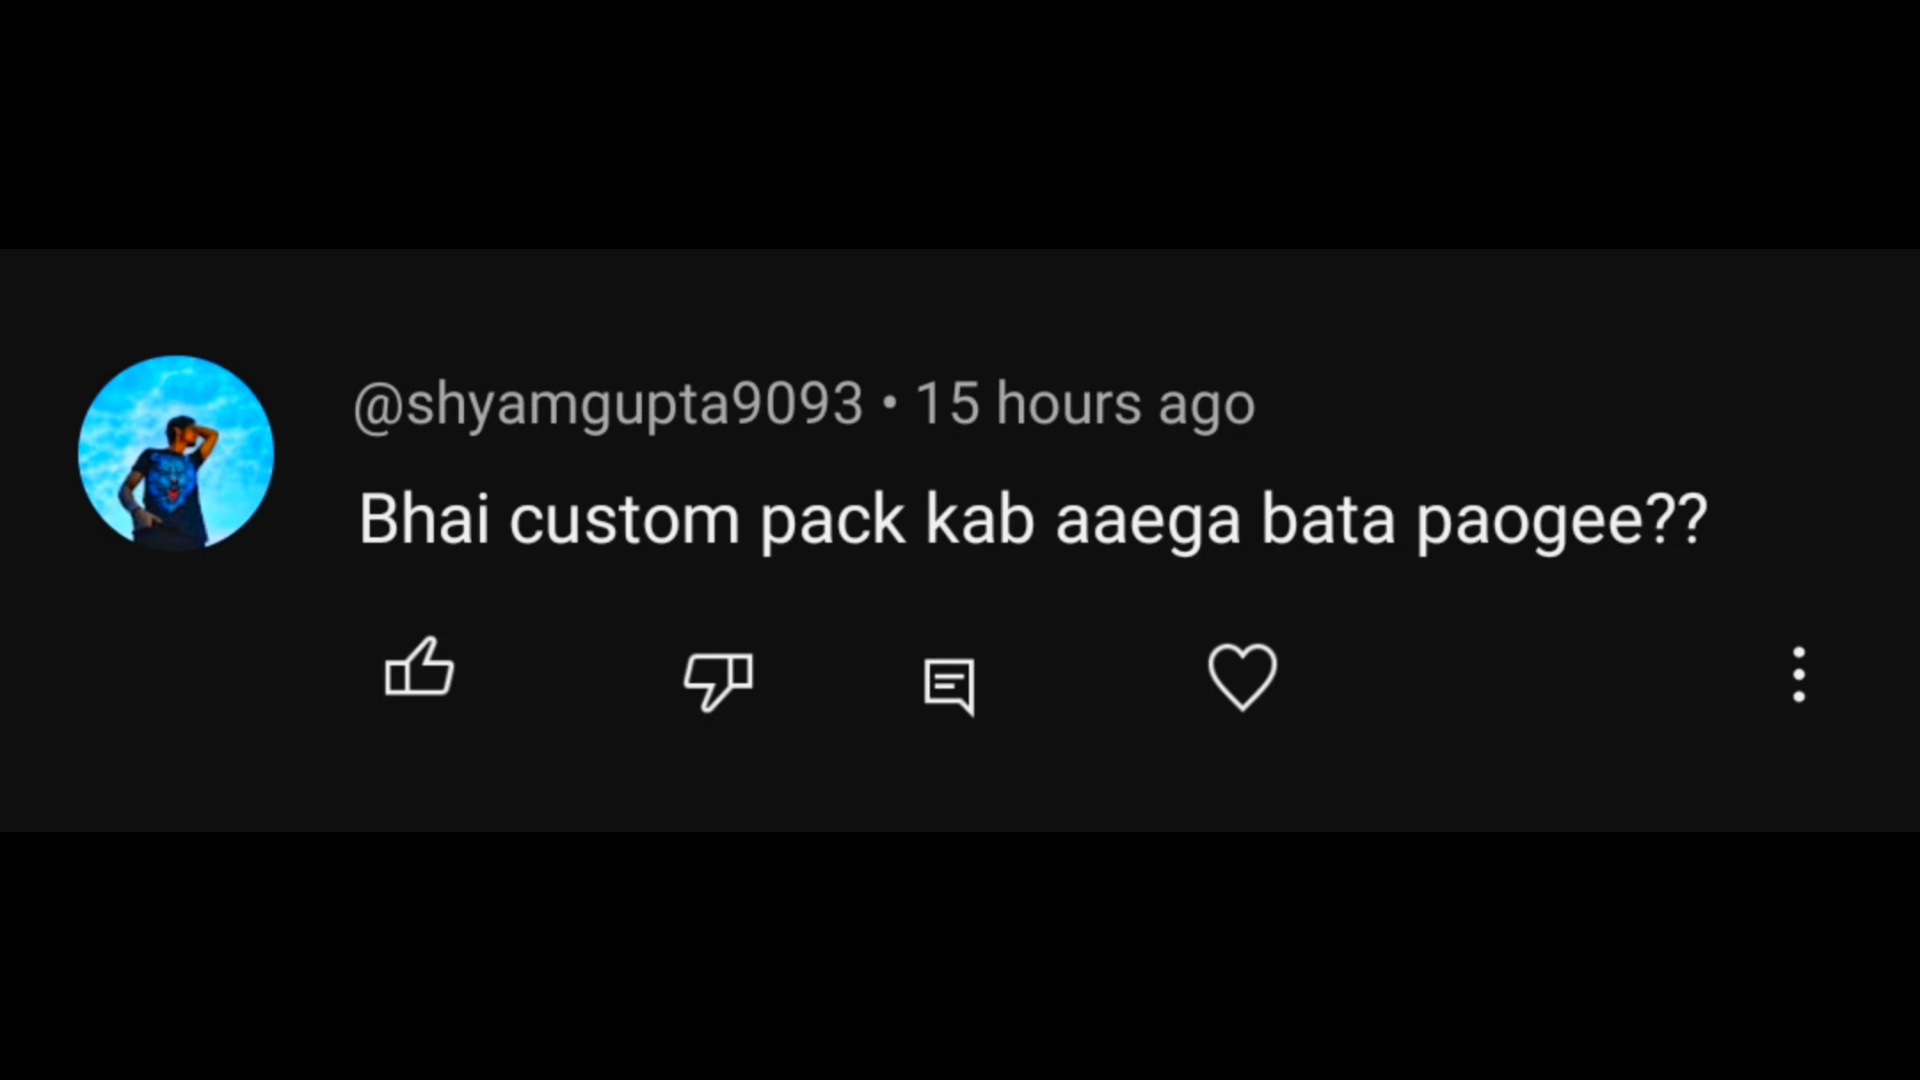 @shyamgupta9093 • 15 hours ago
Bhai custom pack kab aaega bata paogee??